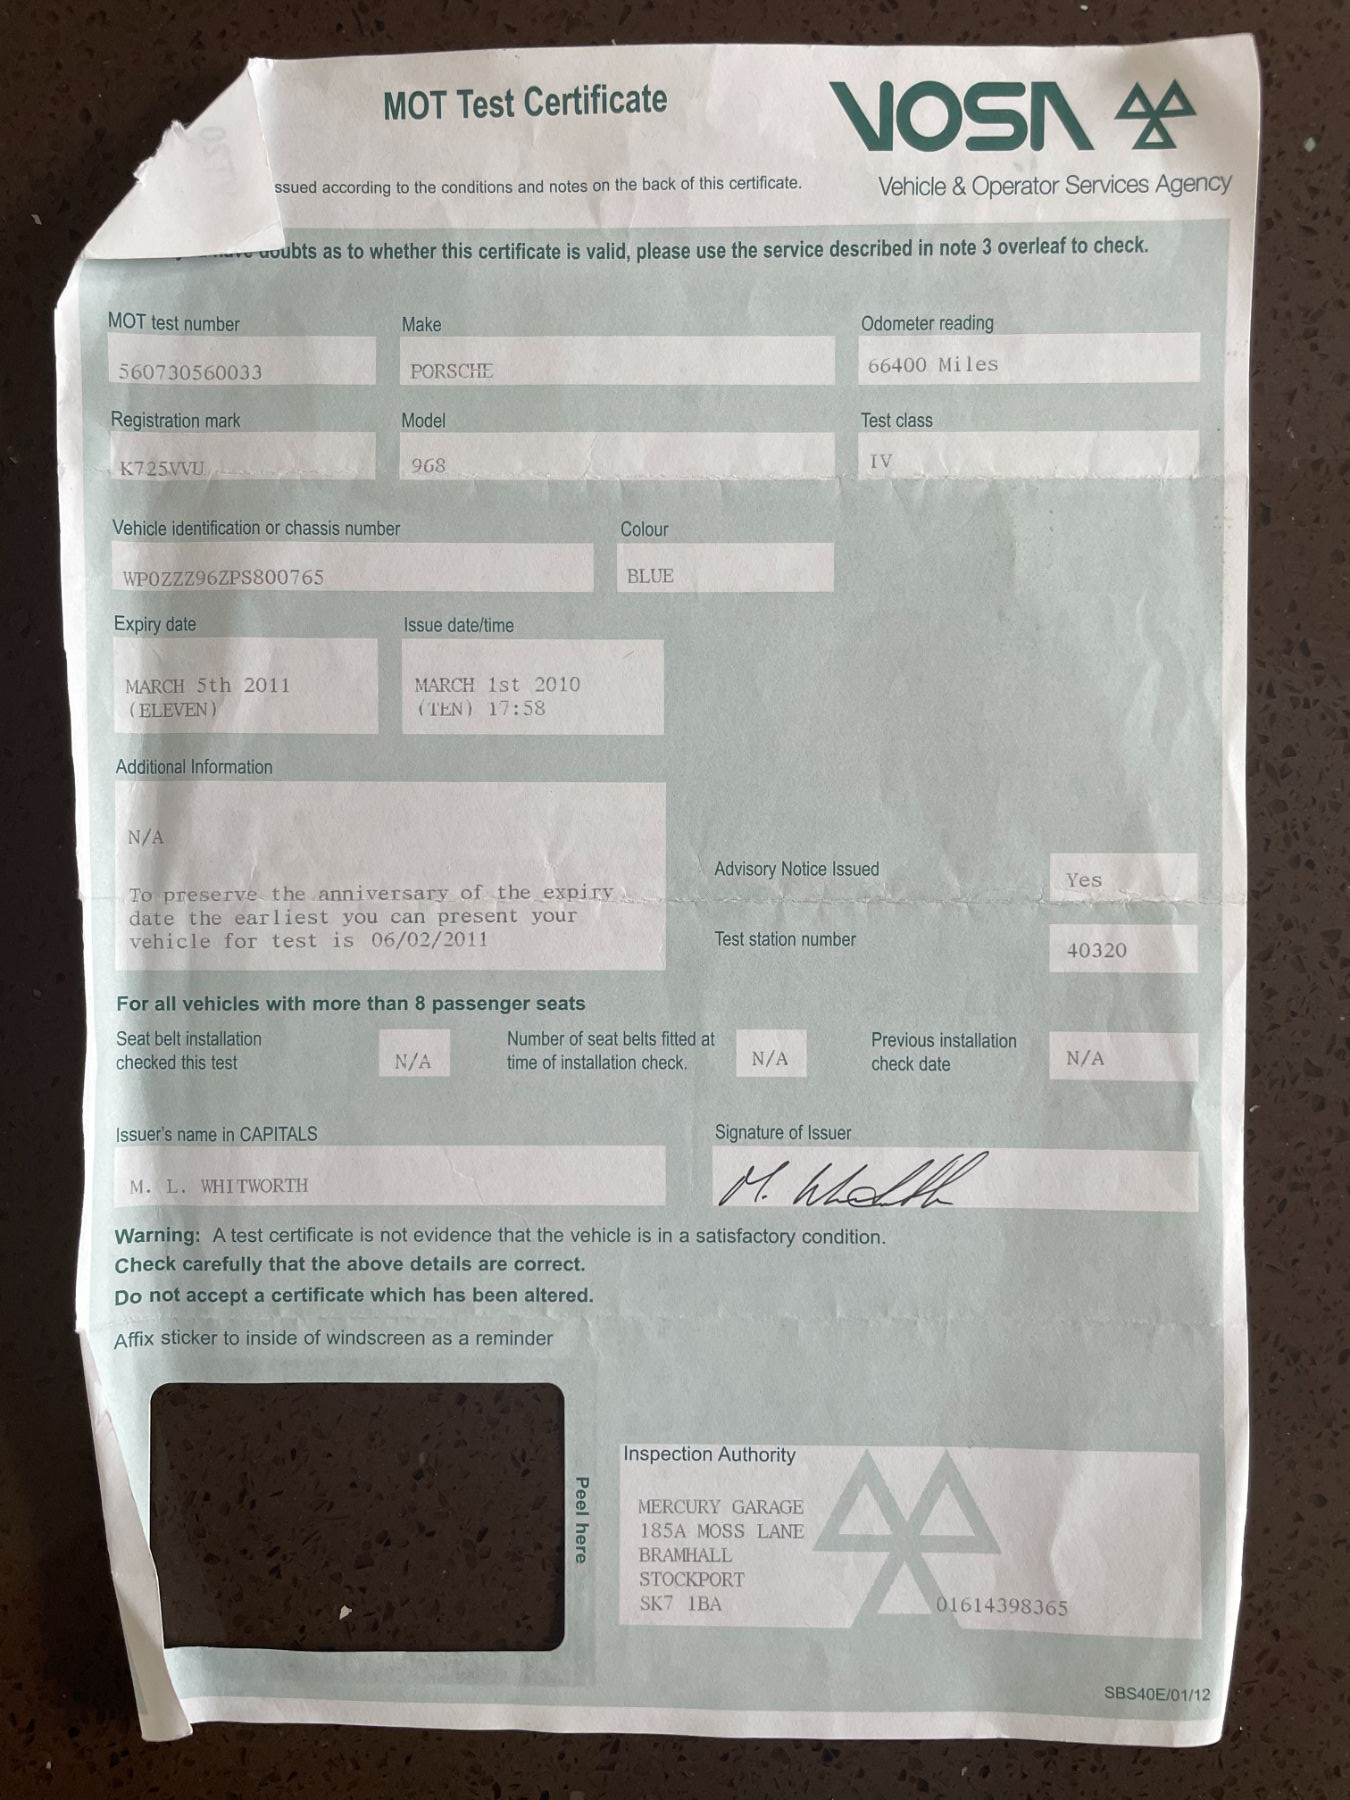 MOT Test Certificate
VOSA
Vehicle & Operator Services Agency
ssued according to the conditions and notes on the back of this certificate.
have doubts as to whether this certificate is valid, please use the service described in note 3 overleaf to check.
MOT test number
Make
Odometer reading
560730560033
PORSCHE
66400 Miles
Registration mark
Model
Test class
K725VVU
968
IV
Vehicle identification or chassis number
Colour
WP0ZZZ96ZPS800765
BLUE
Expiry date
Issue date/time
MARCH 5th 2011
(ELEVEN)
MARCH 1st 2010
(TEN) 17:58
Additional Information
N/A
To preserve the anniversary of the expiry
date the earliest you can present your
vehicle for test is 06/02/2011
Advisory Notice Issued
Yes
Test station number
40320
For all vehicles with more than 8 passenger seats
Seat belt installation
checked this test
N/A
Number of seat belts fitted at
time of installation check.
N/A
Previous installation
check date
N/A
Issuer's name in CAPITALS
Signature of Issuer
M. L. WHITWORTH
M. Whitworth
Warning: A test certificate is not evidence that the vehicle is in a satisfactory condition.
Check carefully that the above details are correct.
Do not accept a certificate which has been altered.
Affix sticker to inside of windscreen as a reminder
Peel here
Inspection Authority
MERCURY GARAGE
185A MOSS LANE
BRAMHALL
STOCKPORT
SK7 1BA
01614398365
SBS40E/01/12